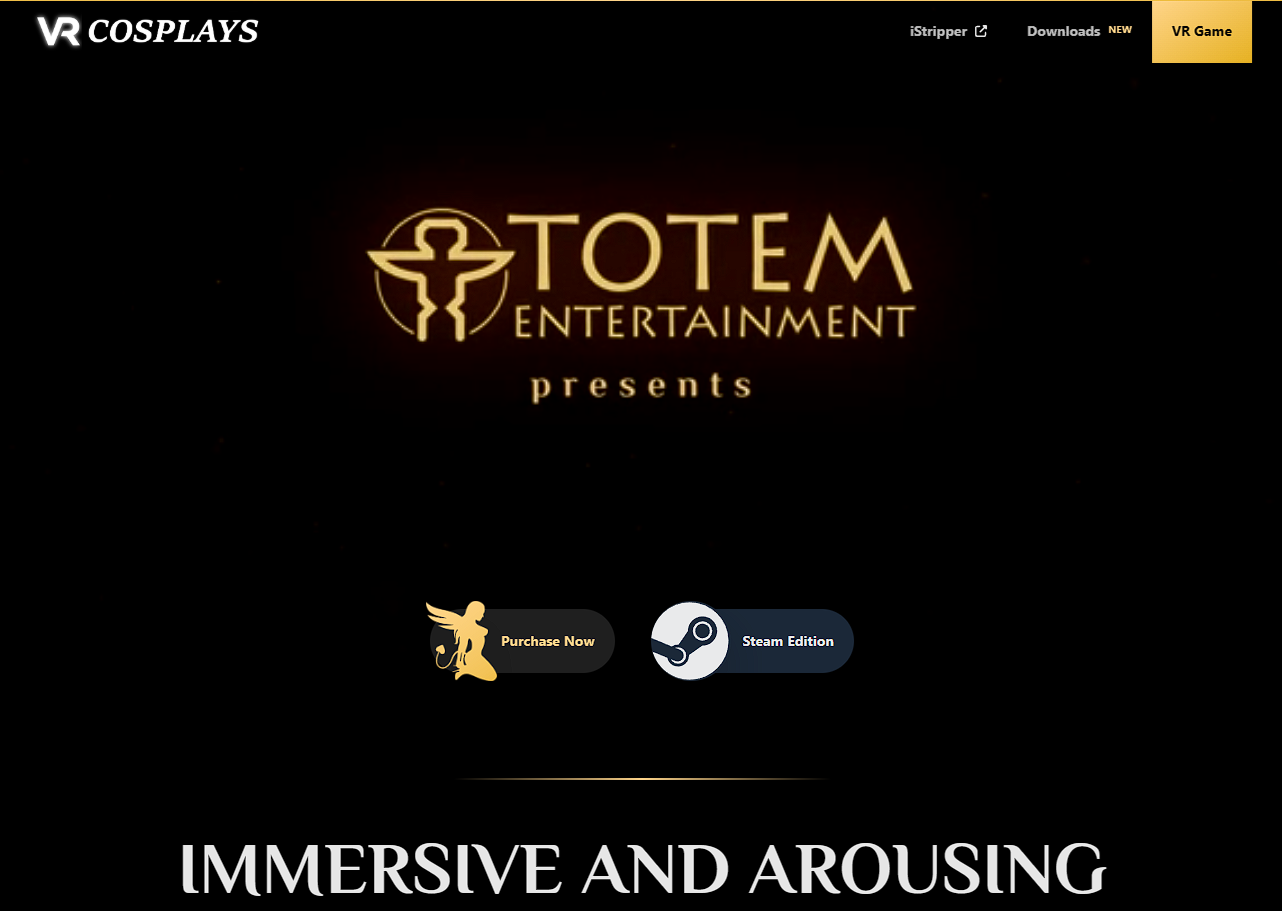 VR COSPLAYS
iStripper
Downloads NEW
VR Game
TOTEM
ENTERTAINMENT
presents
Purchase Now
Steam Edition
IMMERSIVE AND AROUSING